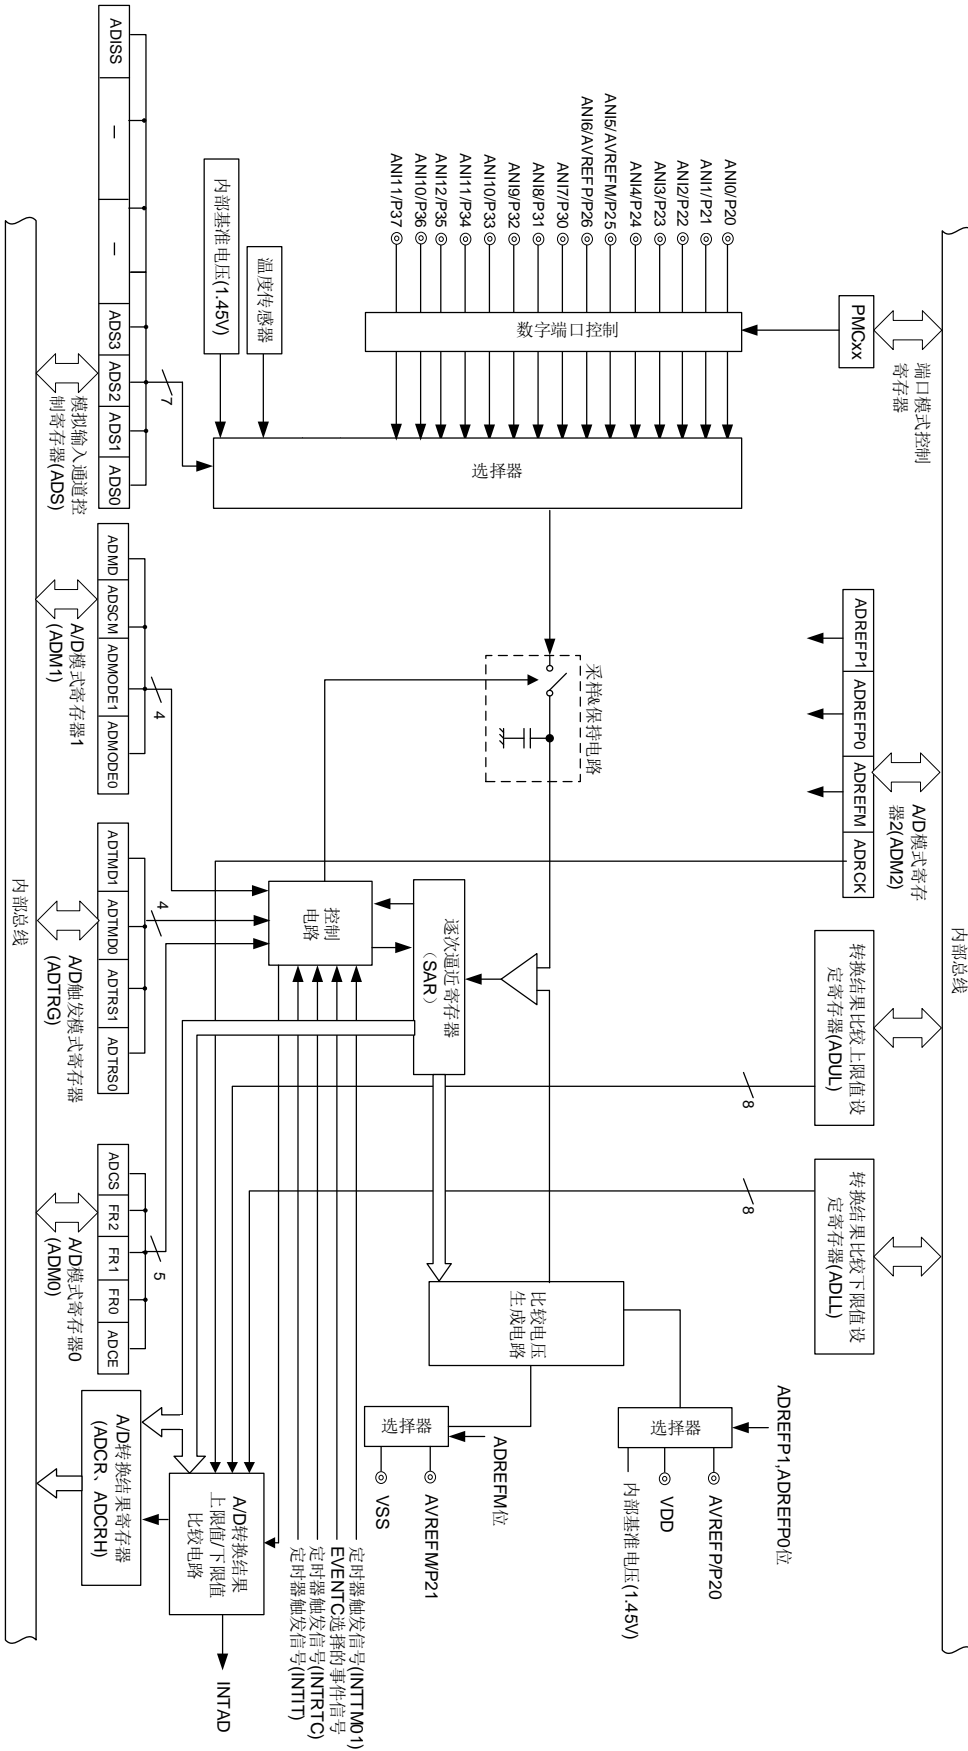 内部总线
PMCxx
端口模式控制
寄存器
ADREFP1
ADREFP0
ADREFM
ADRCK
A/D模式寄存
器2(ADM2)
转换结果比较上限值设
定寄存器(ADUL)
转换结果比较下限值设
定寄存器(ADLL)
8
8
ANI0/P20
ANI1/P21
ANI2/P22
ANI3/P23
ANI4/P24
ANI5/AVREFM/P25
ANI6/AVREFP/P26
ANI7/P30
ANI8/P31
ANI9/P32
ANI10/P33
ANI11/P34
ANI12/P35
ANI10/P36
ANI11/P37
数字端口控制
选择器
温度传感器
内部基准电压(1.45V)
采样&保持电路
逐次逼近寄存器
（SAR）
控制
电路
比较电压
生成电路
选择器
ADREFP1,ADREFP0位
AVREFP/P20
VDD
内部基准电压(1.45V)
选择器
ADREFM位
AVREFM/P21
VSS
定时器触发信号(INTTM01)
EVENTC选择的事件信号
定时器触发信号(INTRTC)
定时器触发信号(INTIT)
A/D转换结果
上限值/下限值
比较电路
INTAD
A/D转换结果寄存器
(ADCR、ADCRH)
7
4
4
5
ADISS
—
—
ADS3
ADS2
ADS1
ADS0
模拟输入通道控
制寄存器(ADS)
ADMD
ADSCM
ADMODE1
ADMODE0
A/D模式寄存器1
(ADM1)
ADTMD1
ADTMD0
ADTRS1
ADTRS0
A/D触发模式寄存器
(ADTRG)
ADCS
FR2
FR1
FR0
ADCE
A/D模式寄存器0
(ADM0)
内部总线